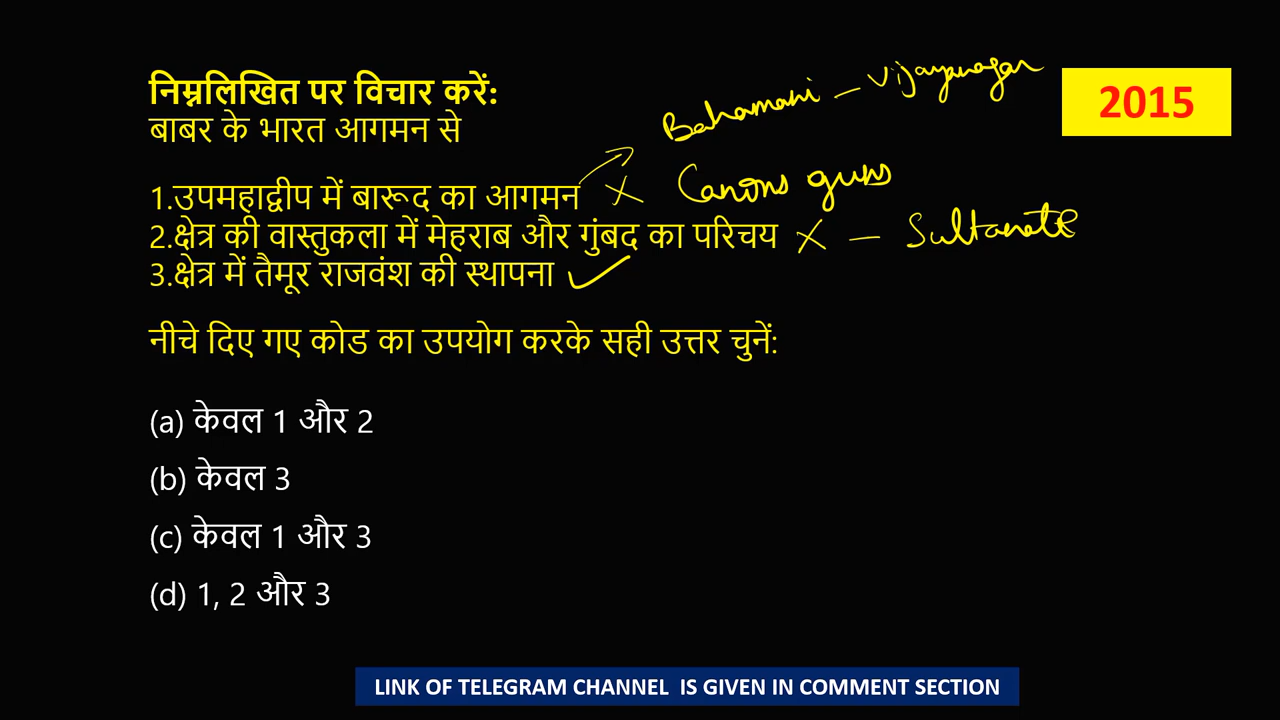 निम्नलिखित पर विचार करें:
Bahamani – Vijayanagar
2015
बाबर के भारत आगमन से
1.उपमहाद्वीप में बारूद का आगमन X Canons guns
2.क्षेत्र की वास्तुकला में मेहराब और गुंबद का परिचय X – Sultanate
3.क्षेत्र में तैमूर राजवंश की स्थापना ✓
नीचे दिए गए कोड का उपयोग करके सही उत्तर चुनें:
(a) केवल 1 और 2
(b) केवल 3
(c) केवल 1 और 3
(d) 1, 2 और 3
LINK OF TELEGRAM CHANNEL IS GIVEN IN COMMENT SECTION